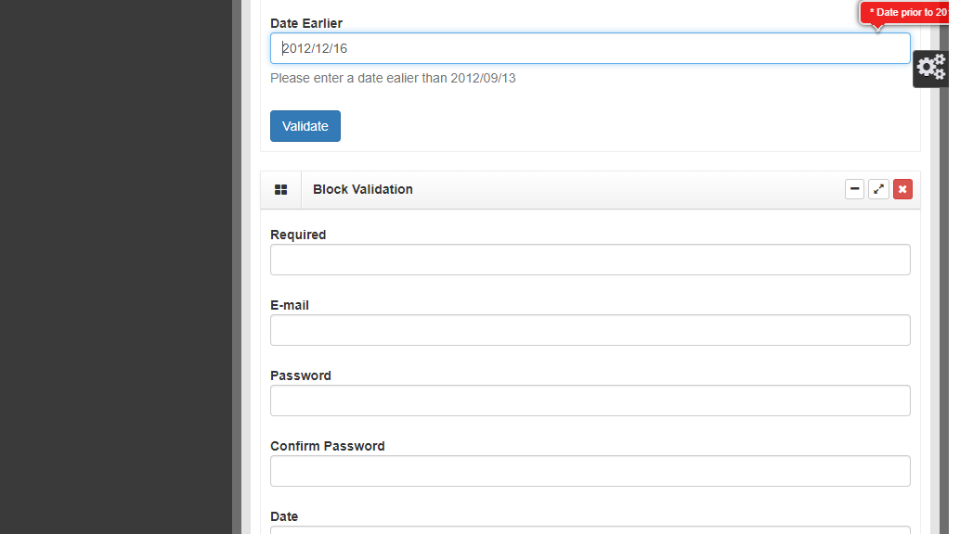 * Date prior to 20
Date Earlier
2012/12/16
Please enter a date ealier than 2012/09/13
Validate
Block Validation
Required
E-mail
Password
Confirm Password
Date